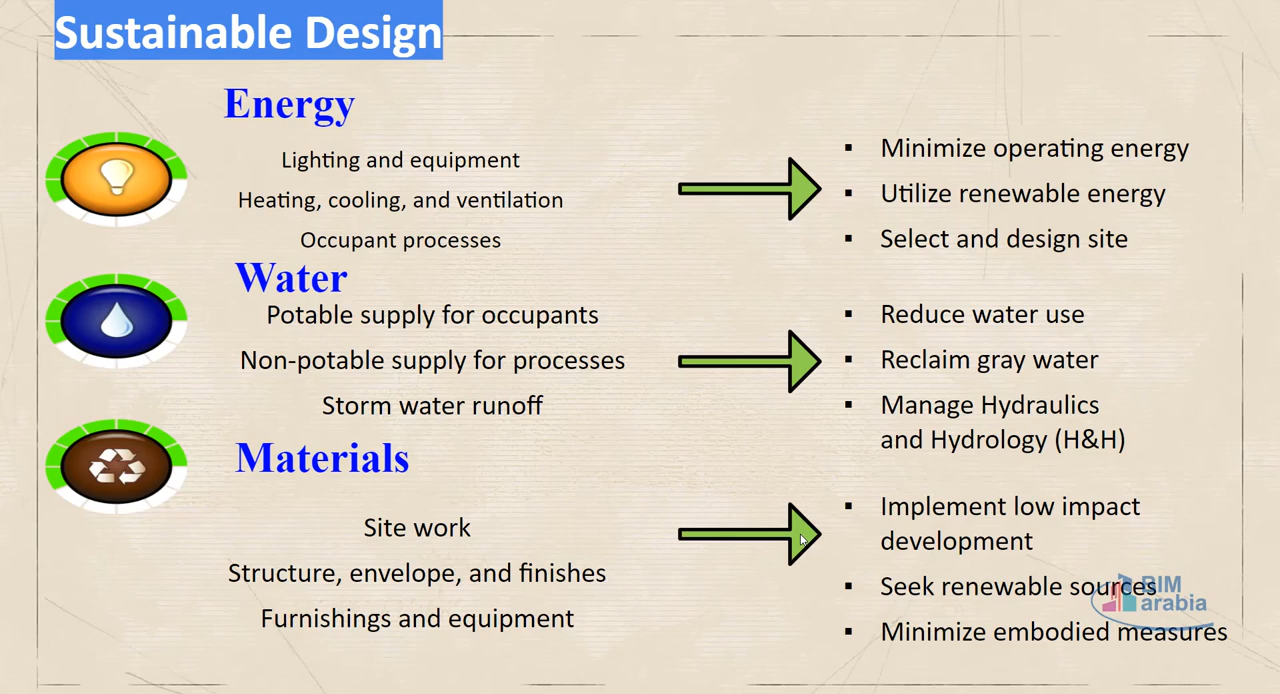 Sustainable Design
Energy
Lighting and equipment
Heating, cooling, and ventilation
Occupant processes
▪ Minimize operating energy
▪ Utilize renewable energy
▪ Select and design site
Water
Potable supply for occupants
Non-potable supply for processes
Storm water runoff
▪ Reduce water use
▪ Reclaim gray water
▪ Manage Hydraulics
and Hydrology (H&H)
Materials
Site work
Structure, envelope, and finishes
Furnishings and equipment
▪ Implement low impact
development
▪ Seek renewable sources
▪ Minimize embodied measures
BIM
arabia